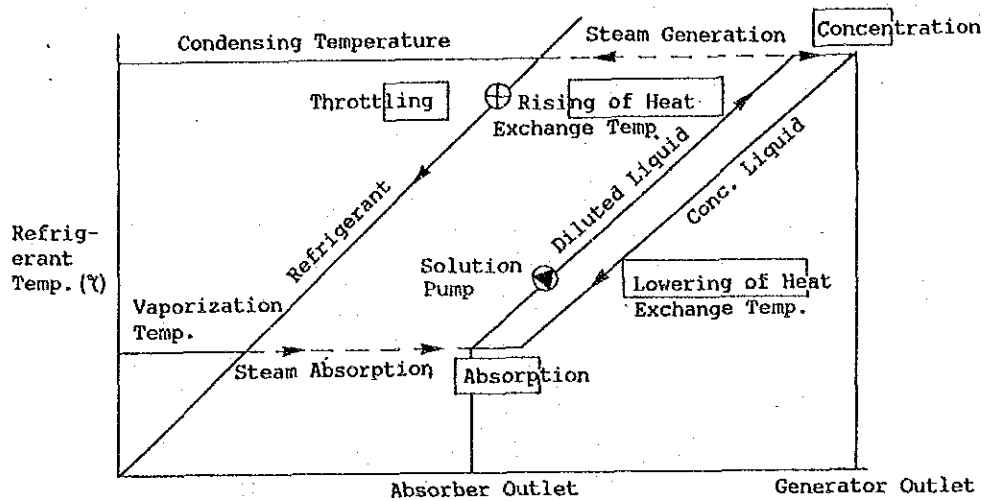 Concentration
Steam Generation
Condensing Temperature
Throttling
Rising of Heat
Exchange Temp
Diluted Liquid
Conc. Liquid
Refrigerant
Refrig-
erant
Temp. (℃)
Solution
Pump
Lowering of Heat
Exchange Temp.
Vaporization
Temp.
Steam Absorption
Absorption
Absorber Outlet
Generator Outlet